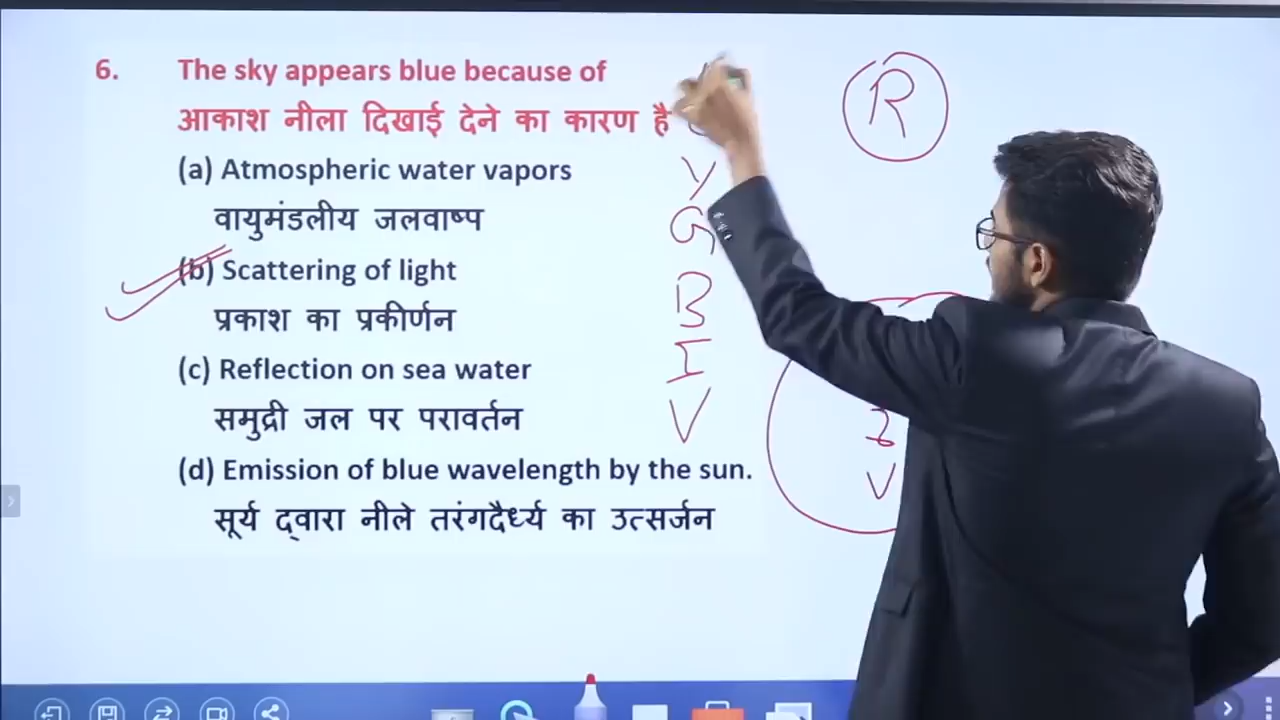 6. The sky appears blue because of
आकाश नीला दिखाई देने का कारण है
(a) Atmospheric water vapors
वायुमंडलीय जलवाष्प
(b) Scattering of light
प्रकाश का प्रकीर्णन
(c) Reflection on sea water
समुद्री जल पर परावर्तन
(d) Emission of blue wavelength by the sun.
सूर्य द्वारा नीले तरंगदैर्ध्य का उत्सर्जन
R
Y
G
B
I
V
I
V